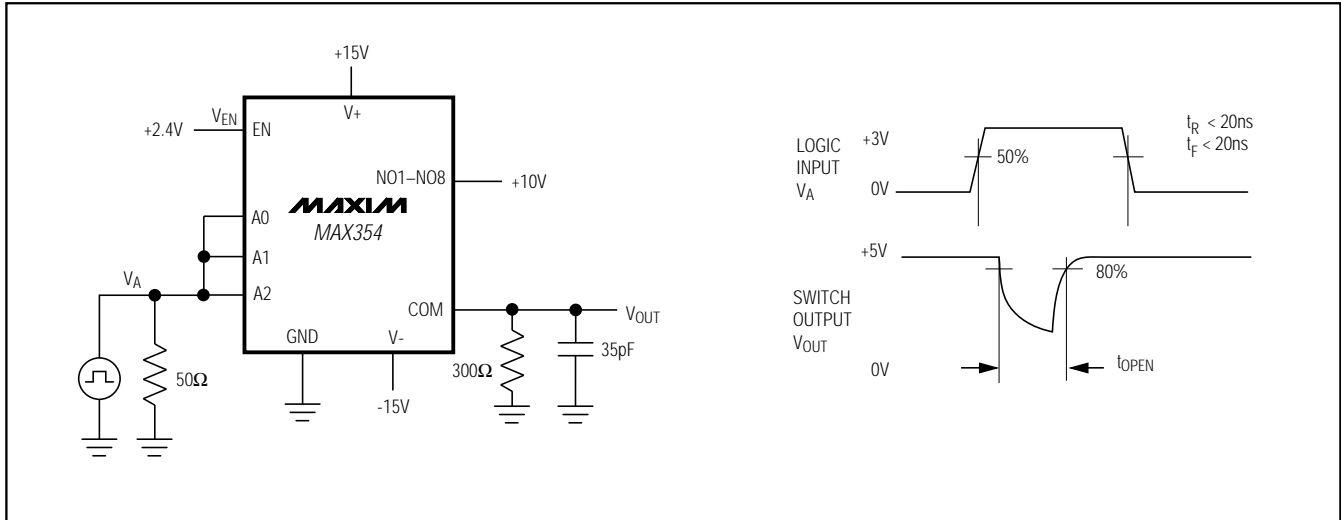 +15V
V+
VEN
EN
+2.4V
NO1–NO8
+10V
MAXIM
MAX354
A0
A1
A2
VA
COM
VOUT
GND
V-
50Ω
-15V
300Ω
35pF
LOGIC
INPUT
VA
+3V
0V
50%
tR < 20ns
tF < 20ns
+5V
80%
SWITCH
OUTPUT
VOUT
0V
tOPEN